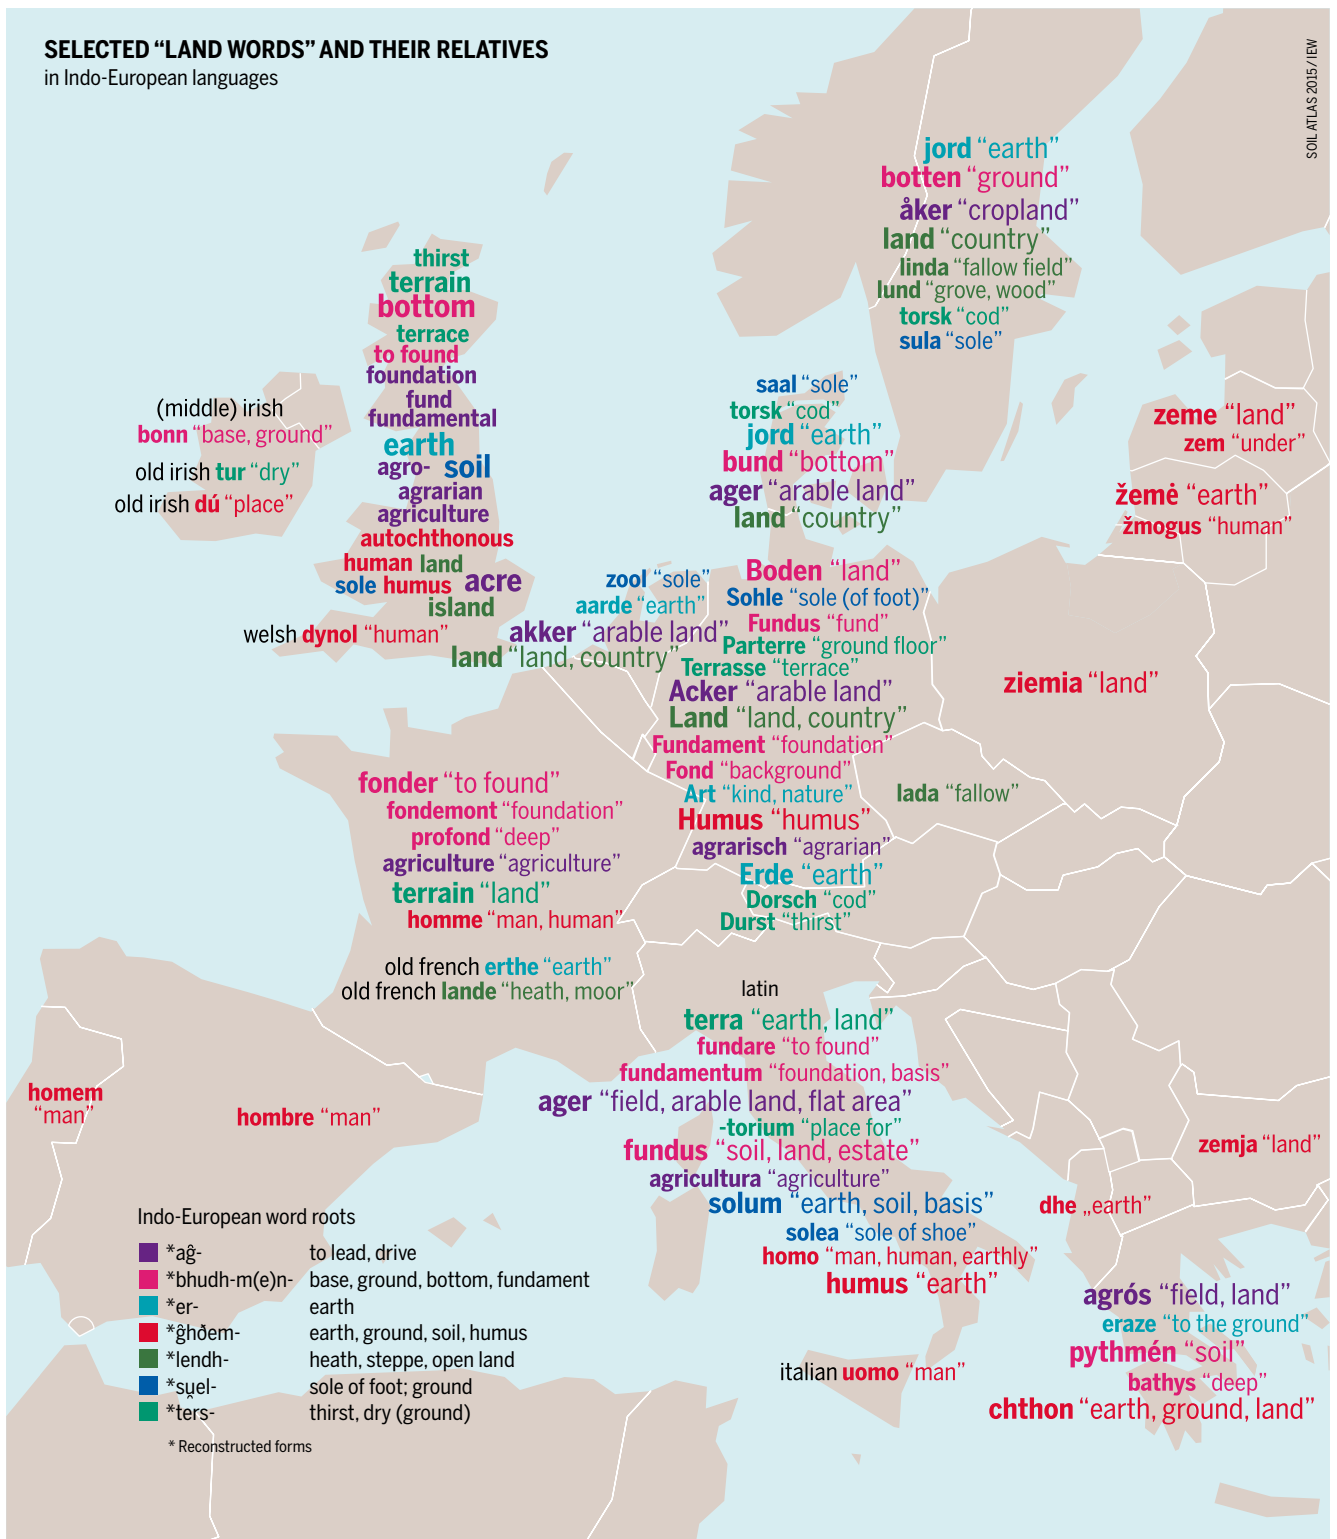 SELECTED “LAND WORDS” AND THEIR RELATIVES
in Indo-European languages
SOIL ATLAS 2015 / IEW
jord “earth”
botten “ground”
åker “cropland”
land “country”
linda “fallow field”
lund “grove, wood”
torsk “cod”
sula “sole”
thirst
terrain
bottom
terrace
to found
foundation
fund
fundamental
earth
agro- soil
agrarian
agriculture
autochthonous
human land
sole humus acre
island
welsh dynol “human”
(middle) irish
bonn “base, ground”
old irish tur “dry”
old irish dú “place”
saal “sole”
torsk “cod”
jord “earth”
bund “bottom”
ager “arable land”
land “country”
zeme “land”
zem “under”
žemė “earth”
žmogus “human”
zool “sole”
aarde “earth”
akker “arable land”
land “land, country”
Boden “land”
Sohle “sole (of foot)”
Fundus “fund”
Parterre “ground floor”
Terrasse “terrace”
Acker “arable land”
Land “land, country”
Fundament “foundation”
Fond “background”
Art “kind, nature”
Humus “humus”
agrarisch “agrarian”
Erde “earth”
Dorsch “cod”
Durst “thirst”
ziemia “land”
lada “fallow”
fonder “to found”
fondemont “foundation”
profond “deep”
agriculture “agriculture”
terrain “land”
homme “man, human”
old french erthe “earth”
old french lande “heath, moor”
homem
“man”
hombre “man”
latin
terra “earth, land”
fundare “to found”
fundamentum “foundation, basis”
ager “field, arable land, flat area”
-torium “place for”
fundus “soil, land, estate”
agricultura “agriculture”
solum “earth, soil, basis”
solea “sole of shoe”
homo “man, human, earthly”
humus “earth”
italian uomo “man”
zemja “land”
dhe „earth”
agrós “field, land”
eraze “to the ground”
pythmén “soil”
bathys “deep”
chthon “earth, ground, land”
Indo-European word roots
*aĝ- to lead, drive
*bhudh-m(e)n- base, ground, bottom, fundament
*er- earth
*ĝhðem- earth, ground, soil, humus
*lendh- heath, steppe, open land
*su̯el- sole of foot; ground
*ters- thirst, dry (ground)
* Reconstructed forms